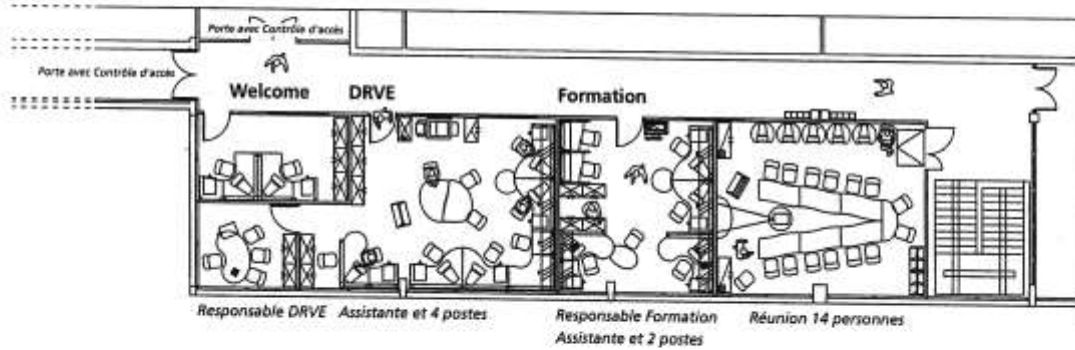 Porte avec Contrôle d'accès
Porte avec Contrôle d'accès
Welcome DRVE Formation
Responsable DRVE Assistante et 4 postes Responsable Formation Réunion 14 personnes
Assistante et 2 postes